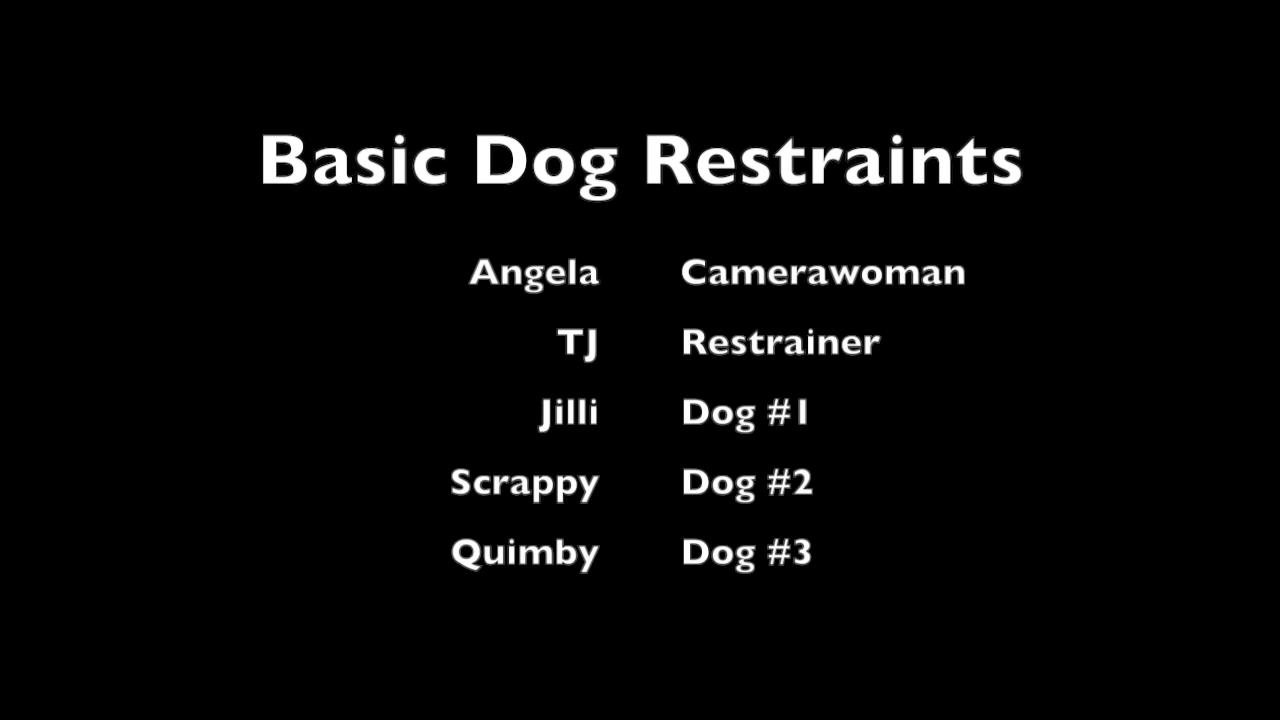 Basic Dog Restraints
Angela Camerawoman
TJ Restrainer
Jilli Dog #1
Scrappy Dog #2
Quimby Dog #3